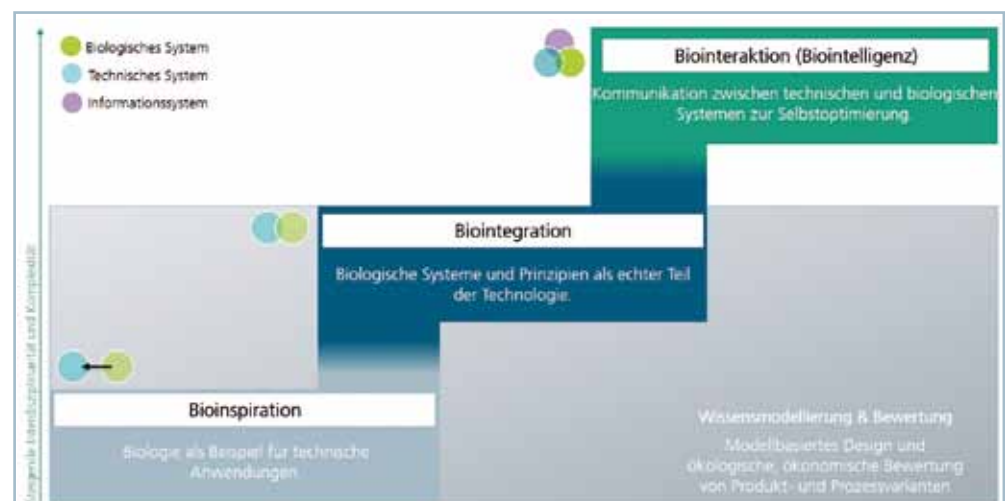 Biologisches System
Technisches System
Informationssystem
Biointeraktion (Biointelligenz)
Kommunikation zwischen technischen und biologischen
Systemen zur Selbstoptimierung.
Biointegration
Biologische Systeme und Prinzipien als echter Teil
der Technologie.
Bioinspiration
Biologie als Beispiel für technische
Anwendungen
Wissensmodellierung & Bewertung
Modellbasiertes Design und
ökologische, ökonomische Bewertung
von Produkt- und Prozessvarianten
Steigende Interdisziplinarität und Komplexität